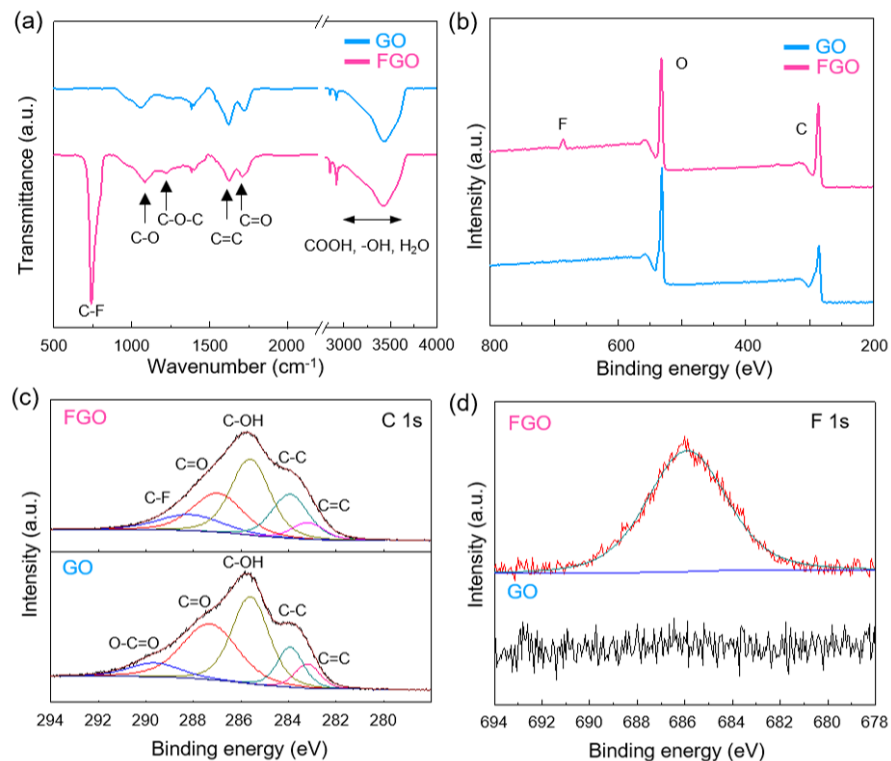 (a)
GO
FGO
C-F
C-O
C-O-C
C=C
C=O
COOH, -OH, H₂O
Transmittance (a.u.)
500 1000 1500 2000 3000 3500 4000
Wavenumber (cm⁻¹)
(b)
GO
FGO
F
O
C
Intensity (a.u.)
800 600 400 200
Binding energy (eV)
(c)
FGO
C 1s
C-OH
C=O
C-C
C-F
C=C
GO
C-OH
C=O
C-C
O-C=O
C=C
Intensity (a.u.)
294 292 290 288 286 284 282 280
Binding energy (eV)
(d)
FGO
F 1s
GO
Intensity (a.u.)
694 692 690 688 686 684 682 680 678
Binding energy (eV)